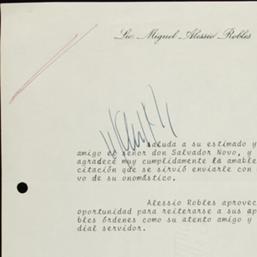 Lic. Miguel Alessio Robles
saluda a su estimado y
amigo el señor don Salvador Novo, y
agradece muy cumplidamente la amable
citación que se sirvió enviarle con
vo de su onomástico.
Alessio Robles aprovec
oportunidad para reiterarse a sus ap
bles órdenes como su atento amigo y
dial servidor.